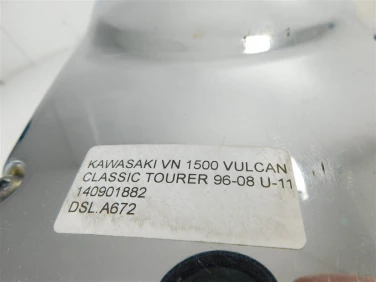 KAWASAKI VN 1500 VULCAN
CLASSIC TOURER 96-08 U-11
140901882
DSL.A672